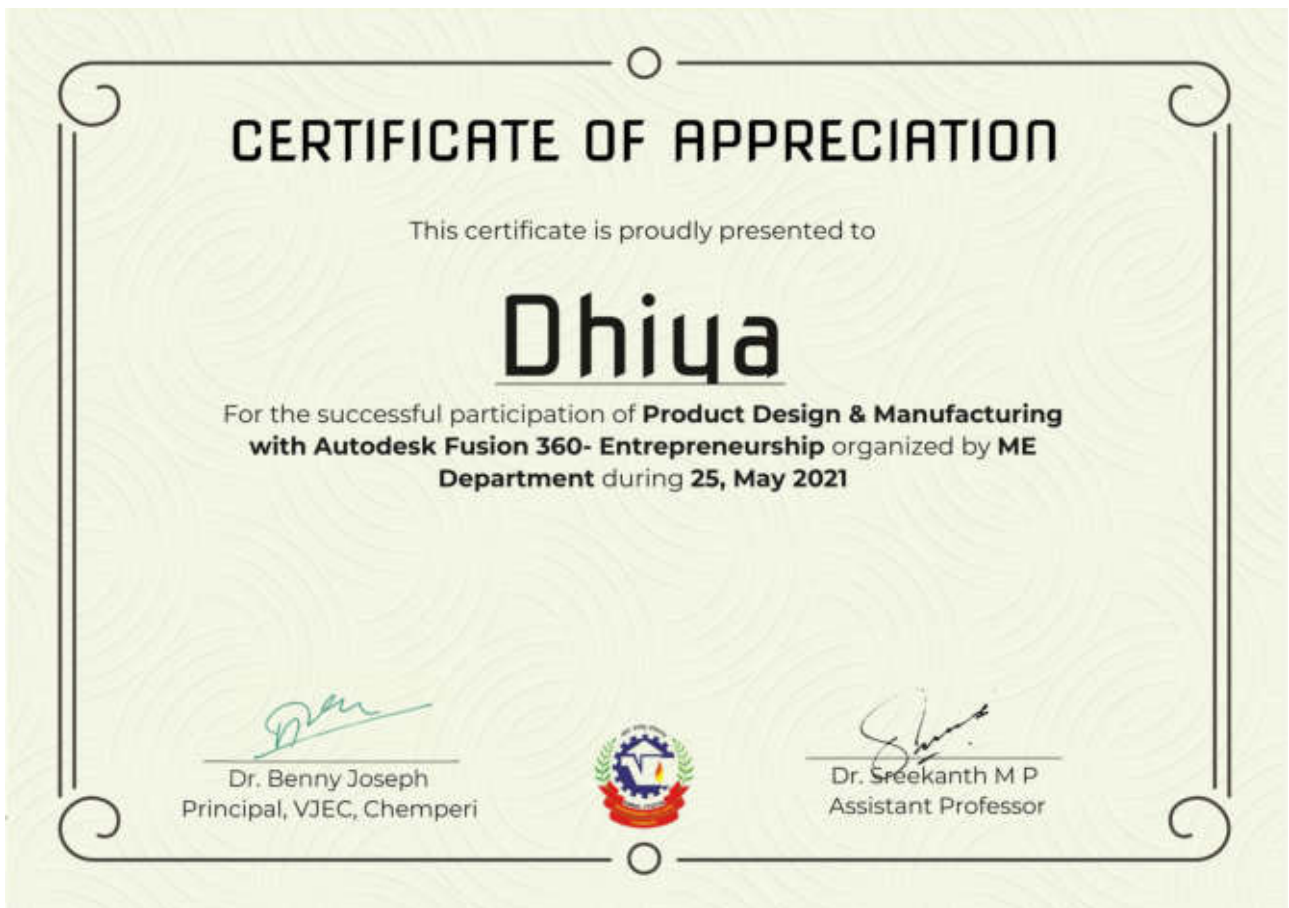 CERTIFICATE OF APPRECIATION
This certificate is proudly presented to
Dhiya
For the successful participation of Product Design & Manufacturing
with Autodesk Fusion 360- Entrepreneurship organized by ME
Department during 25, May 2021
Dr. Benny Joseph
Principal, VJEC, Chemperi
Dr. Sreekanth M P
Assistant Professor